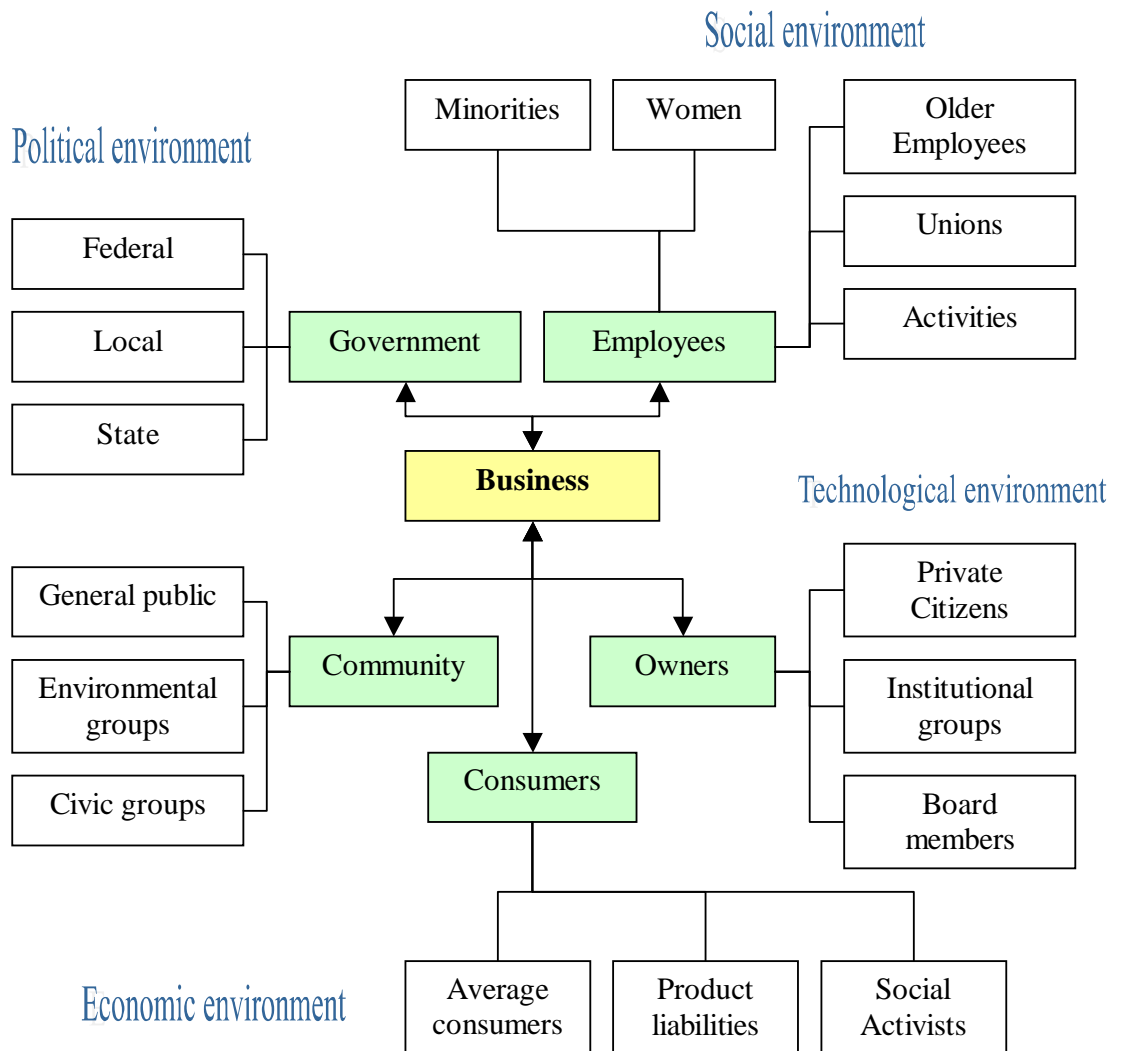 Social environment
Minorities
Women
Older
Employees
Political environment
Unions
Federal
Activities
Local
Government
Employees
State
Business
Technological environment
Private
Citizens
General public
Community
Owners
Environmental
groups
Institutional
groups
Consumers
Civic groups
Board
members
Economic environment
Average
consumers
Product
liabilities
Social
Activists